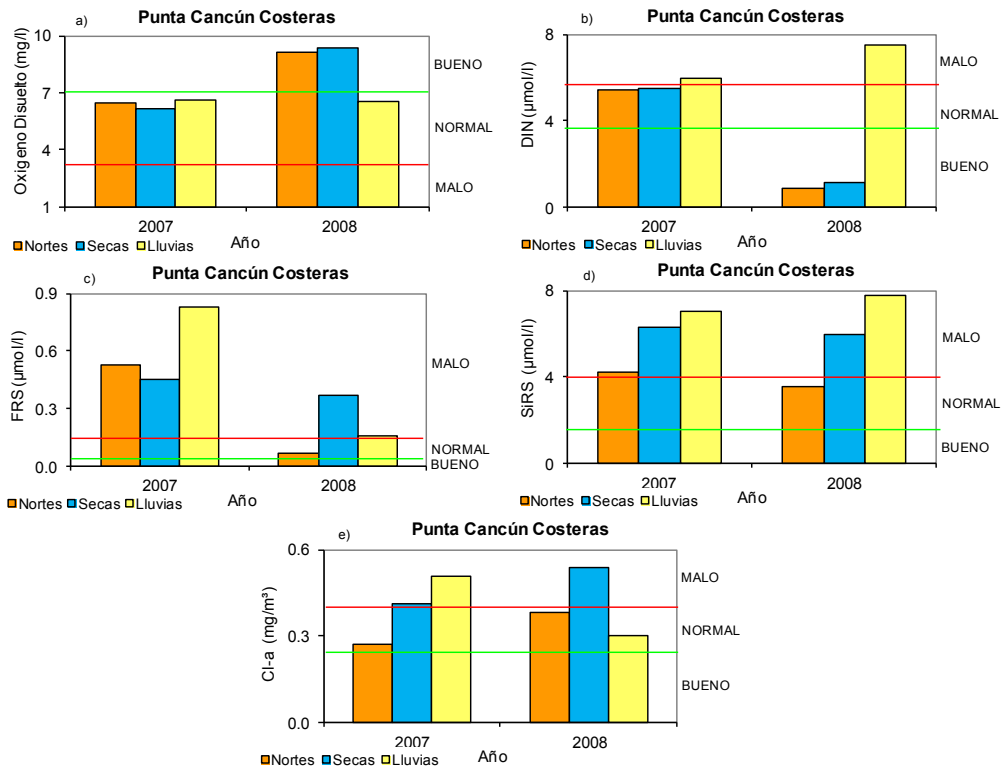 a)
Punta Cancún Costeras
Oxigeno Disuelto (mg/l)
10
7
4
1
BUENO
NORMAL
MALO
2007
2008
Año
Nortes
Secas
Lluvias
b)
Punta Cancún Costeras
DIN (µmol/l)
8
4
0
MALO
NORMAL
BUENO
2007
2008
Año
Nortes
Secas
Lluvias
c)
Punta Cancún Costeras
FRS (µmol/l)
0.9
0.6
0.3
0.0
MALO
NORMAL
BUENO
2007
2008
Año
Nortes
Secas
Lluvias
d)
Punta Cancún Costeras
SiRS (µmol/l)
8
4
0
MALO
NORMAL
BUENO
2007
2008
Año
Nortes
Secas
Lluvias
e)
Punta Cancún Costeras
Cl-a (mg/m³)
0.6
0.3
0.0
MALO
NORMAL
BUENO
2007
2008
Año
Nortes
Secas
Lluvias